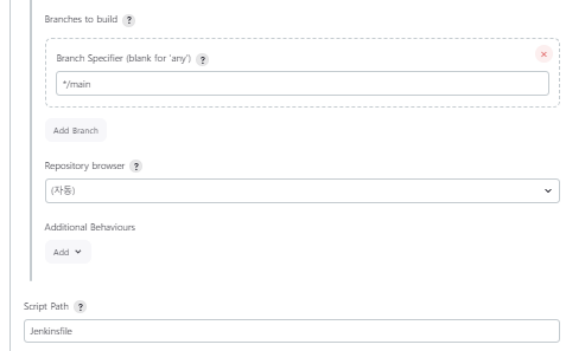 Branches to build ?
Branch Specifier (blank for 'any') ?
*/main
Add Branch
Repository browser ?
(자동)
Additional Behaviours
Add
Script Path ?
Jenkinsfile